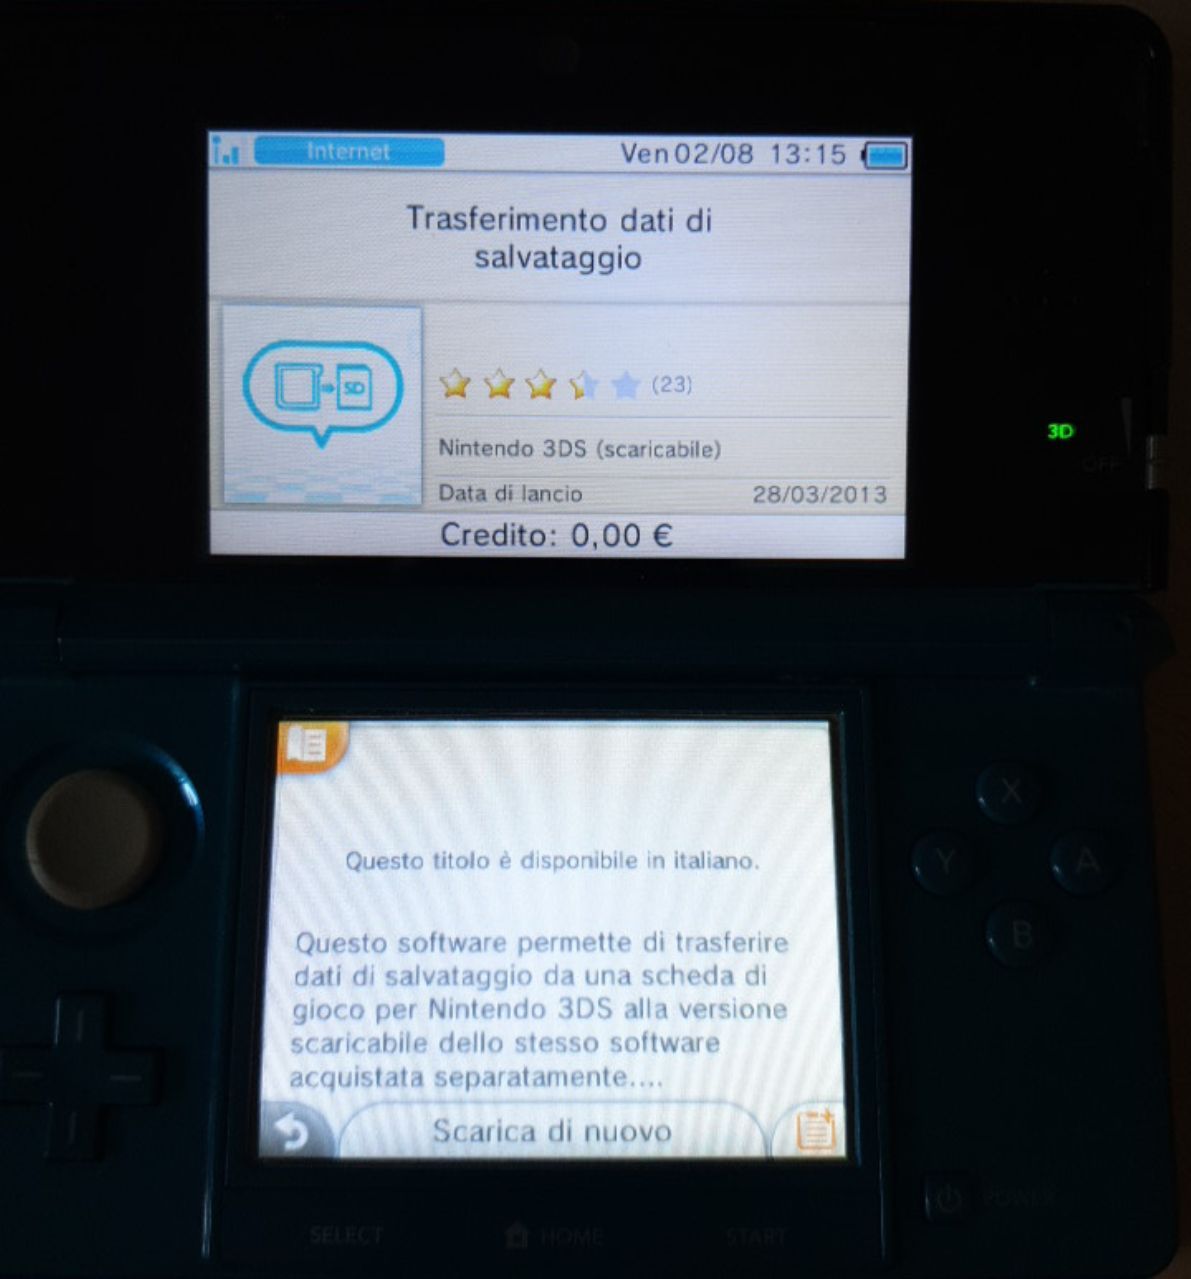 Internet Ven 02/08 13:15
Trasferimento dati di
salvataggio
SD
(23)
Nintendo 3DS (scaricabile)
Data di lancio 28/03/2013
Credito: 0,00 €
3D
OFF
Questo titolo è disponibile in italiano.
Questo software permette di trasferire
dati di salvataggio da una scheda di
gioco per Nintendo 3DS alla versione
scaricabile dello stesso software
acquistata separatamente....
Scarica di nuovo
X
Y A
B
POWER
SELECT HOME START